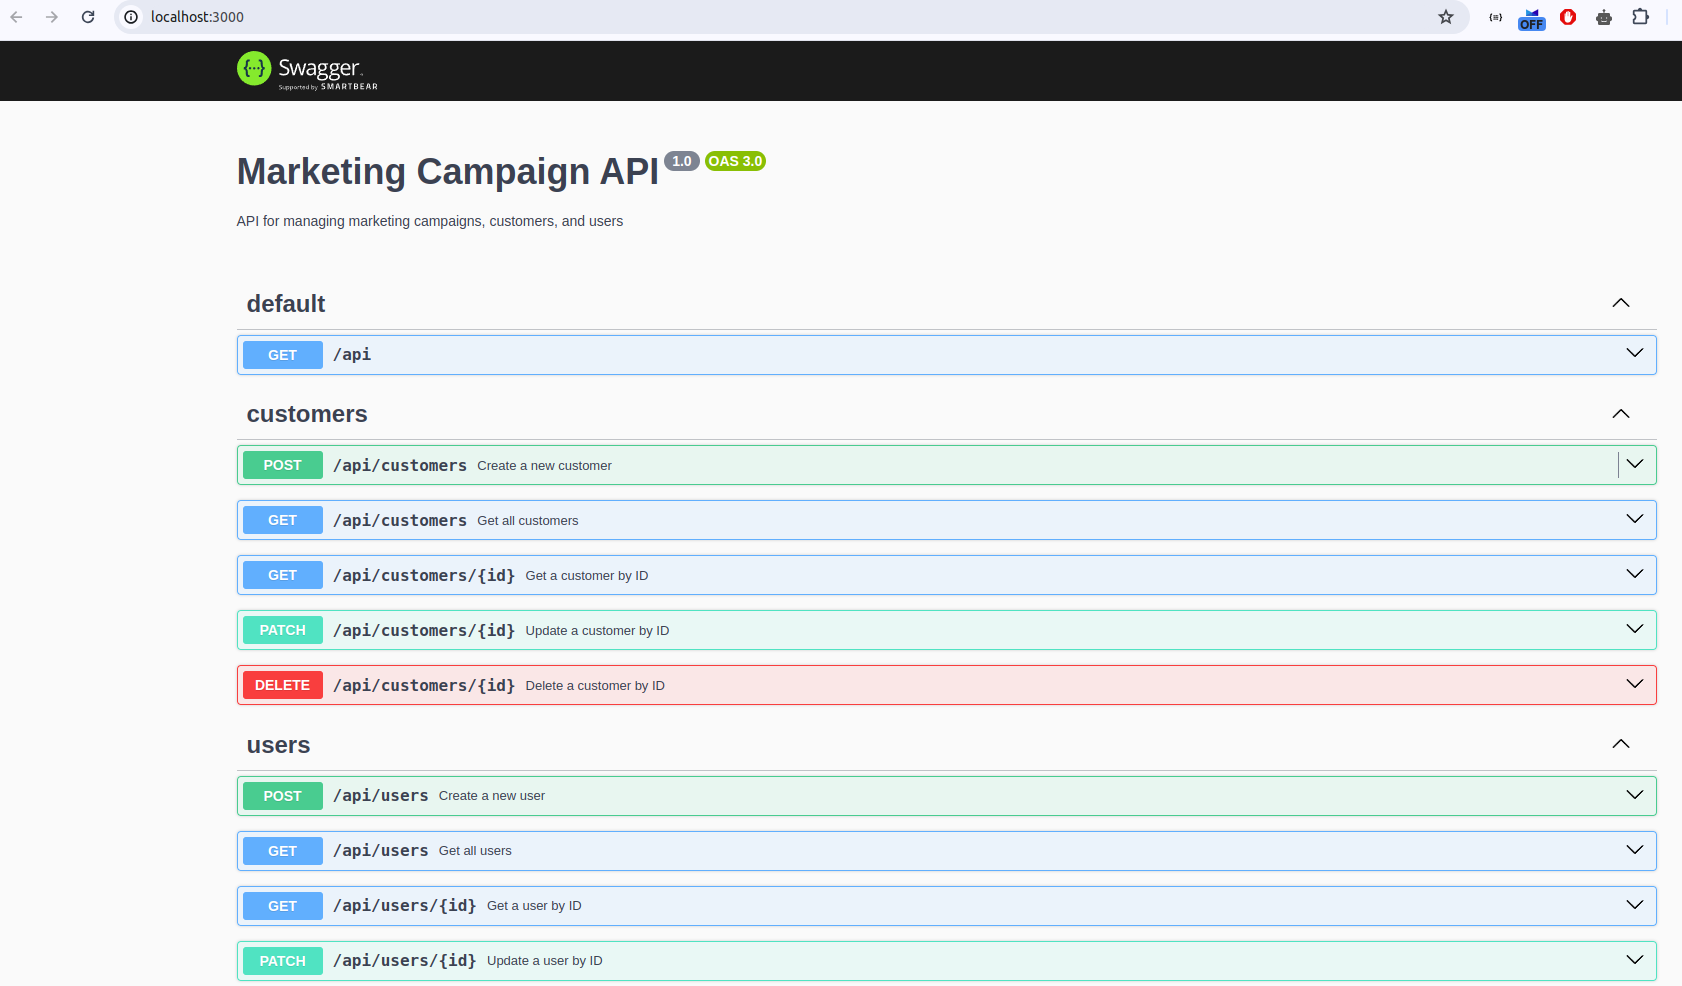 localhost:3000
OFF
{··} Swagger
Supported by SMARTBEAR
Marketing Campaign API 1.0 OAS 3.0
API for managing marketing campaigns, customers, and users
default
GET /api
customers
POST /api/customers Create a new customer
GET /api/customers Get all customers
GET /api/customers/{id} Get a customer by ID
PATCH /api/customers/{id} Update a customer by ID
DELETE /api/customers/{id} Delete a customer by ID
users
POST /api/users Create a new user
GET /api/users Get all users
GET /api/users/{id} Get a user by ID
PATCH /api/users/{id} Update a user by ID